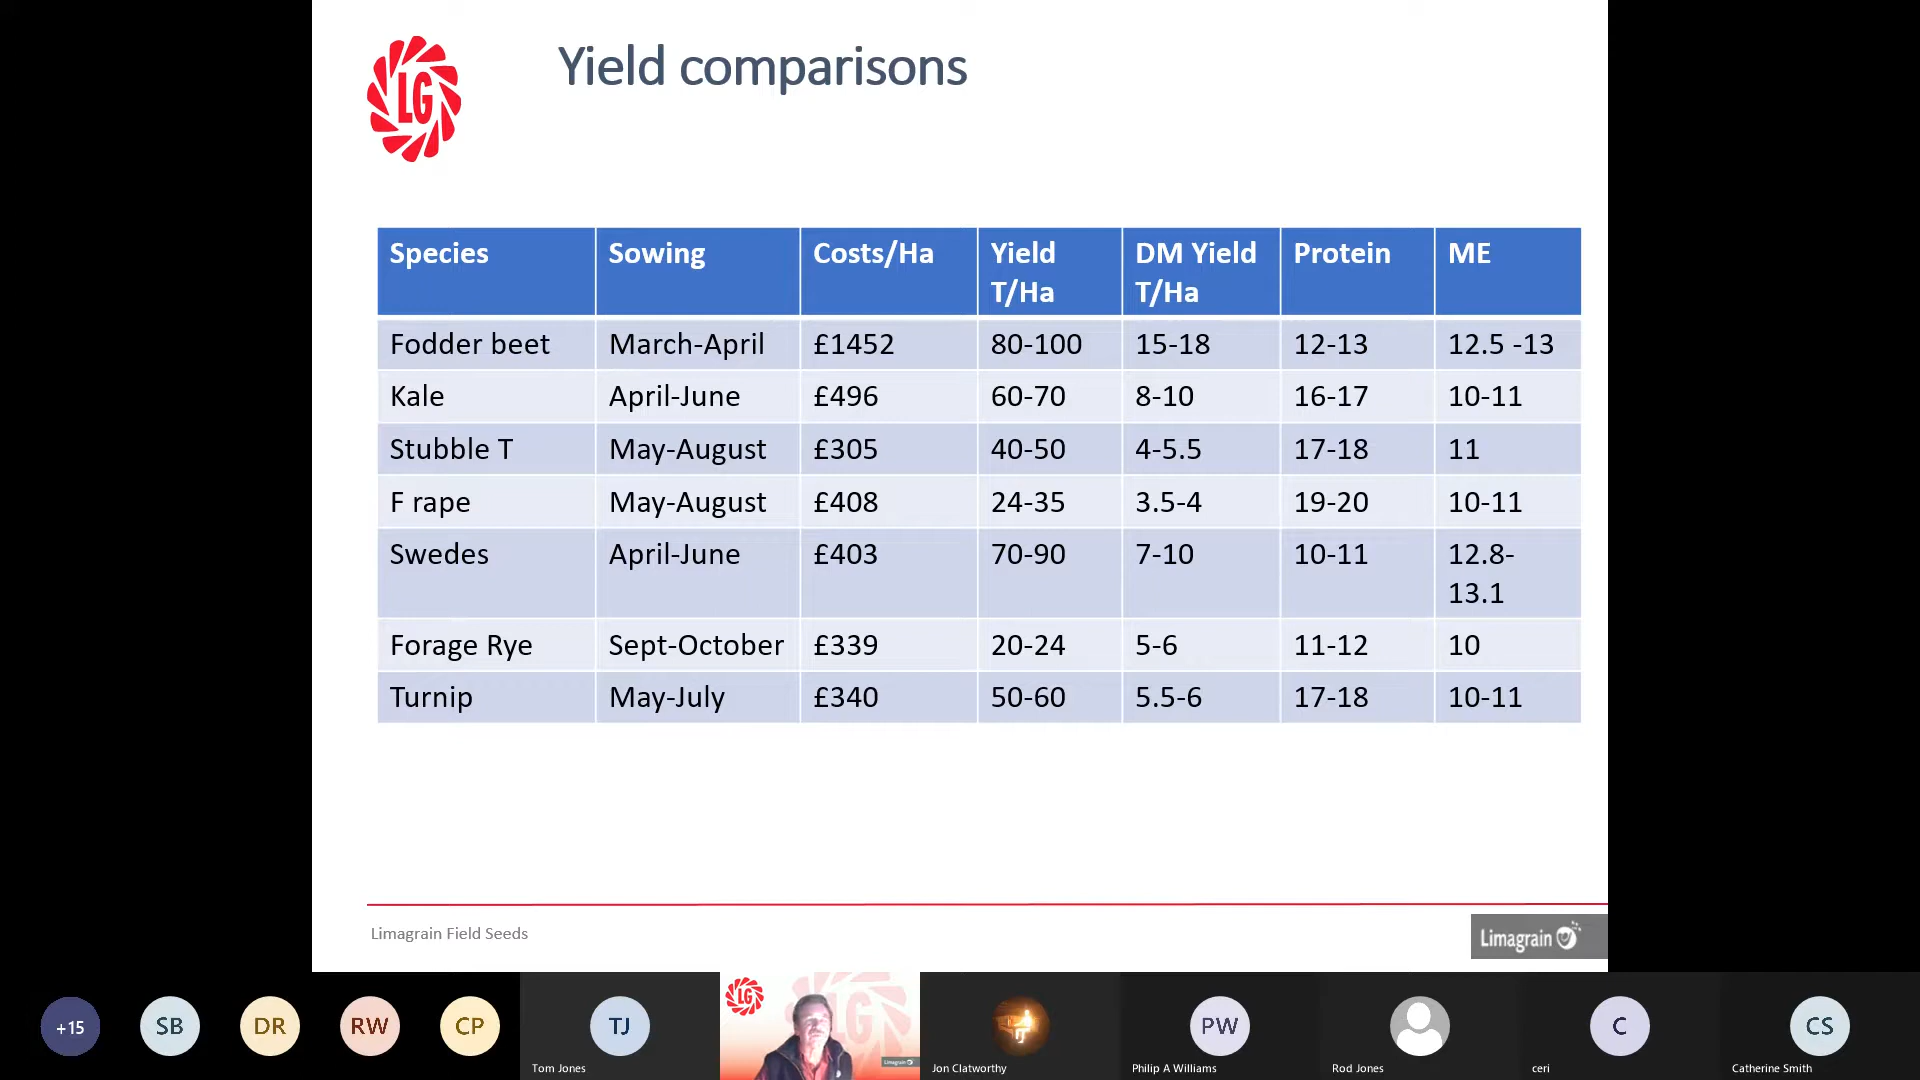 LG
Yield comparisons
Species Sowing Costs/Ha Yield T/Ha DM Yield T/Ha Protein ME
Fodder beet March-April £1452 80-100 15-18 12-13 12.5 -13
Kale April-June £496 60-70 8-10 16-17 10-11
Stubble T May-August £305 40-50 4-5.5 17-18 11
F rape May-August £408 24-35 3.5-4 19-20 10-11
Swedes April-June £403 70-90 7-10 10-11 12.8-13.1
Forage Rye Sept-October £339 20-24 5-6 11-12 10
Turnip May-July £340 50-60 5.5-6 17-18 10-11
Limagrain Field Seeds
Limagrain
+15 SB DR RW CP TJ LG LG Limagrain PW C CS
Tom Jones Jon Clatworthy Philip A Williams Rod Jones ceri Catherine Smith